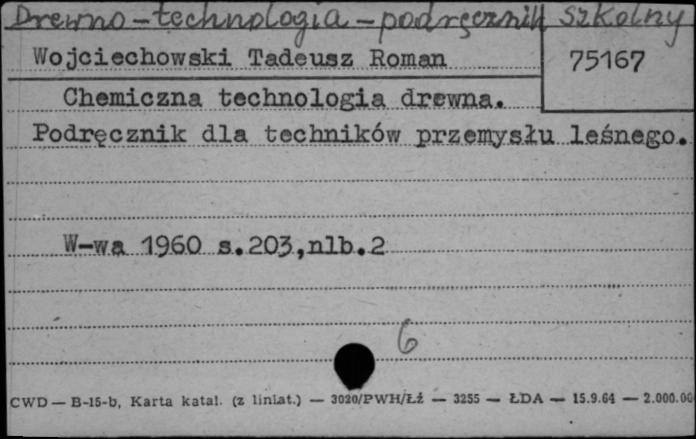 Drewno - technologia - podręcznik szkolny
Wojciechowski Tadeusz Roman 75167
Chemiczna technologia drewna.
Podręcznik dla techników przemysłu leśnego.
W-wa 1960 s.203,nlb.2
6
CWD — B-15-b, Karta katal. (z liniat.) — 3020/PWH/Łź — 3255 — ŁDA — 15.9.64 — 2.000.00